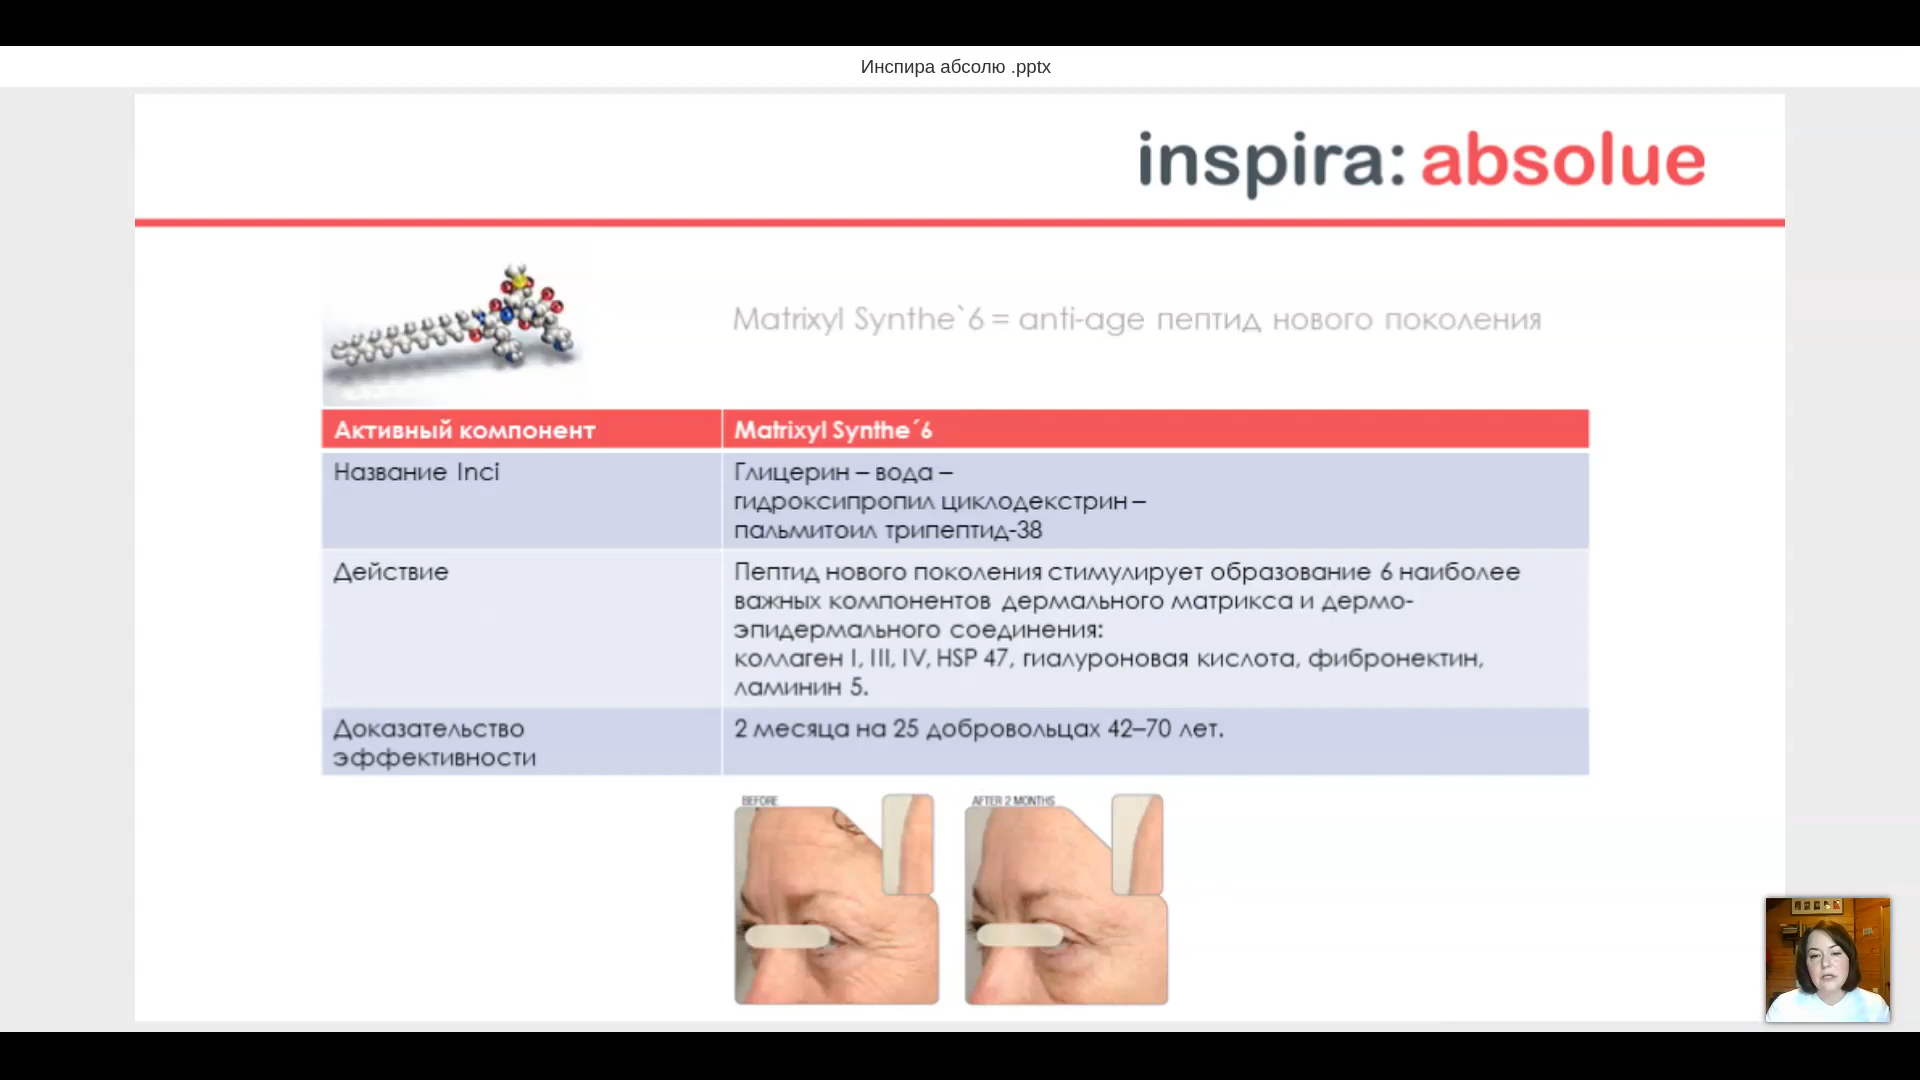 Инспира абсолю .pptx
inspira: absolue
Matrixyl Synthe`6 = anti-age пептид нового поколения
Активный компонент
Matrixyl Synthe´6
Название Inci
Глицерин – вода –
гидроксипропил циклодекстрин –
пальмитоил трипептид-38
Действие
Пептид нового поколения стимулирует образование 6 наиболее
важных компонентов дермального матрикса и дермо-
эпидермального соединения:
коллаген I, III, IV, HSP 47, гиалуроновая кислота, фибронектин,
ламинин 5.
Доказательство
эффективности
2 месяца на 25 добровольцах 42–70 лет.
BEFORE
AFTER 2 MONTHS